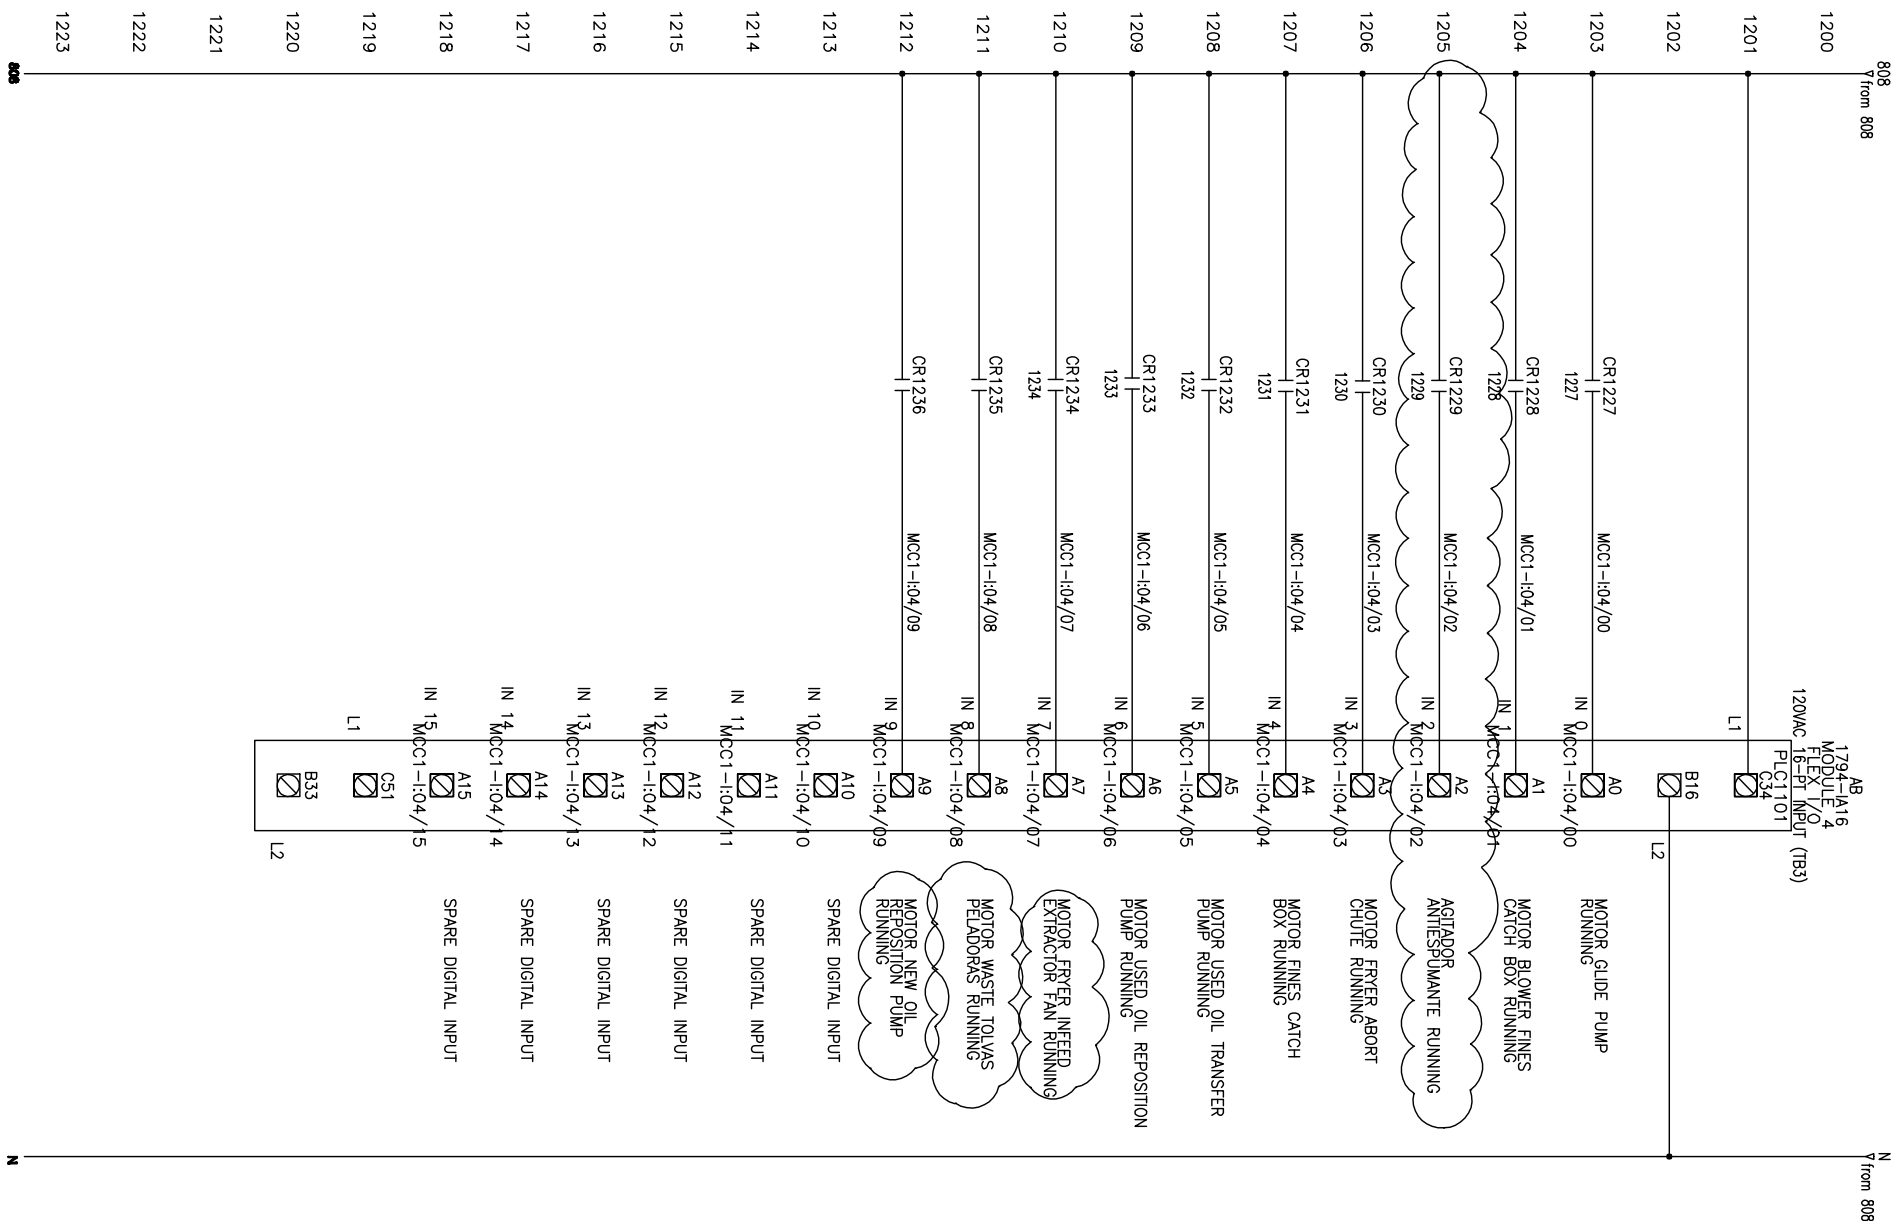 808
from 808
N
from 808
1200
1201
1202
1203
1204
1205
1206
1207
1208
1209
1210
1211
1212
1213
1214
1215
1216
1217
1218
1219
1220
1221
1222
1223
808
N
AB
1794-IA16
MODULE 4
FLEX I/O
120VAC 16-PT INPUT (TB3)
PLC1101
L1
C34
B16
L2
CR1227
1227
MCC1-I:04/00
IN 0
A0
MCC1-I:04/00
MOTOR GLIDE PUMP
RUNNING
CR1228
1228
MCC1-I:04/01
IN 1
A1
MCC1-I:04/01
MOTOR BLOWER FINES
CATCH BOX RUNNING
CR1229
1229
MCC1-I:04/02
IN 2
A2
MCC1-I:04/02
AGITADOR
ANTIESPUMANTE RUNNING
CR1230
1230
MCC1-I:04/03
IN 3
A3
MCC1-I:04/03
MOTOR FRYER ABORT
CHUTE RUNNING
CR1231
1231
MCC1-I:04/04
IN 4
A4
MCC1-I:04/04
MOTOR FINES CATCH
BOX RUNNING
CR1232
1232
MCC1-I:04/05
IN 5
A5
MCC1-I:04/05
MOTOR USED OIL TRANSFER
PUMP RUNNING
CR1233
1233
MCC1-I:04/06
IN 6
A6
MCC1-I:04/06
MOTOR USED OIL REPOSITION
PUMP RUNNING
CR1234
1234
MCC1-I:04/07
IN 7
A7
MCC1-I:04/07
MOTOR FRYER INFEED
EXTRACTOR FAN RUNNING
CR1235
MCC1-I:04/08
IN 8
A8
MCC1-I:04/08
MOTOR WASTE TOLVAS
PELADORAS RUNNING
CR1236
MCC1-I:04/09
IN 9
A9
MCC1-I:04/09
MOTOR NEW OIL
REPOSITION PUMP
RUNNING
IN 10
A10
MCC1-I:04/10
SPARE DIGITAL INPUT
IN 11
A11
MCC1-I:04/11
SPARE DIGITAL INPUT
IN 12
A12
MCC1-I:04/12
SPARE DIGITAL INPUT
IN 13
A13
MCC1-I:04/13
SPARE DIGITAL INPUT
IN 14
A14
MCC1-I:04/14
SPARE DIGITAL INPUT
IN 15
A15
MCC1-I:04/15
SPARE DIGITAL INPUT
L1
C51
B33
L2